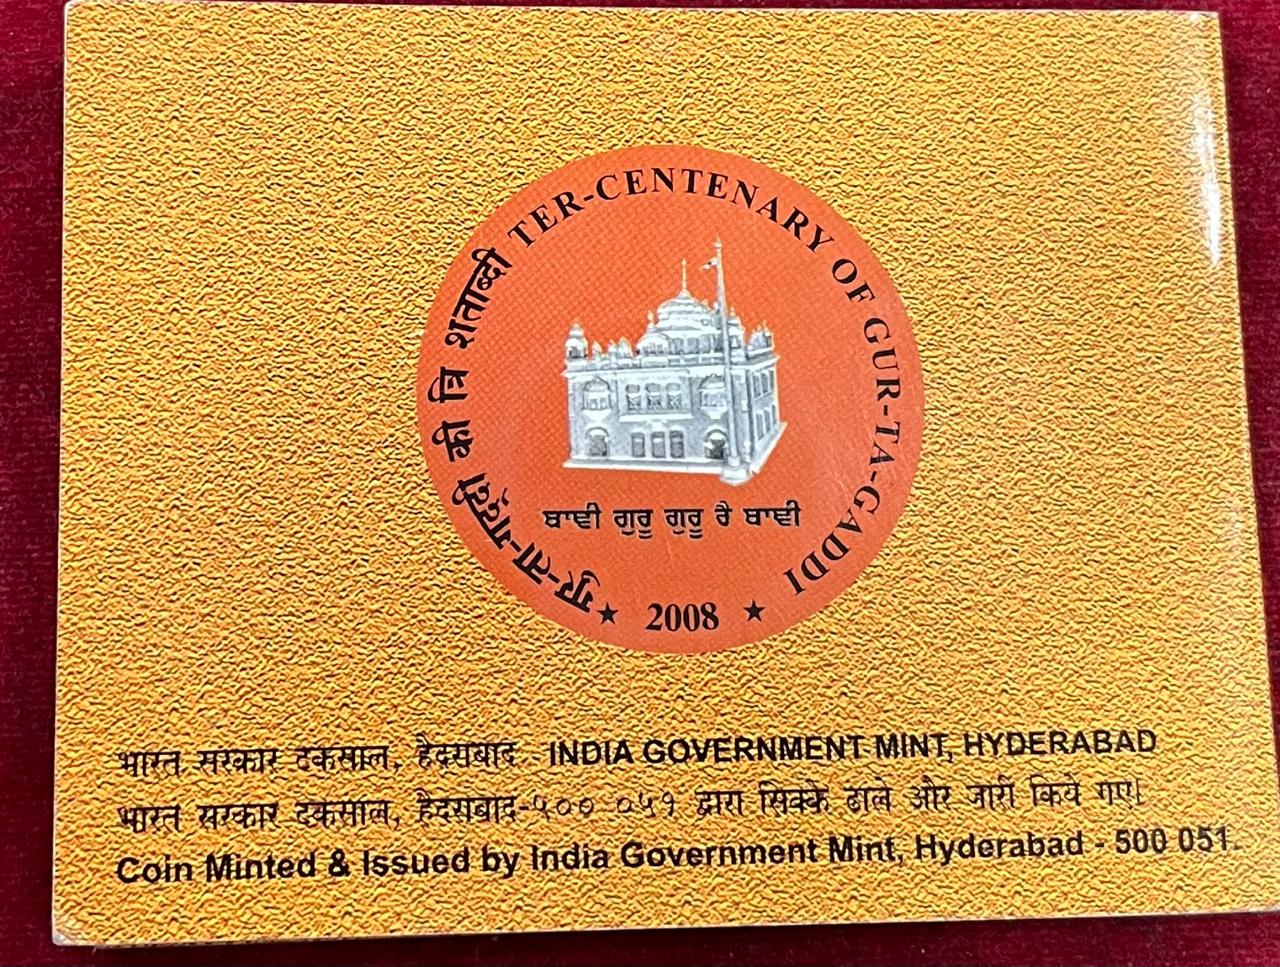 गुर-ता-गद्दी की त्रि शताब्दी TER-CENTENARY OF GUR-TA-GADDI
ਬਾਣੀ ਗੁਰੂ ਗੁਰੂ ਹੈ ਬਾਣੀ
★ 2008 ★
भारत सरकार टकसाल, हैदराबाद - INDIA GOVERNMENT MINT, HYDERABAD
भारत सरकार टकसाल, हैदराबाद-५०० ०५१ द्वारा सिक्के ढाले और जारी किये गए।
Coin Minted & Issued by India Government Mint, Hyderabad - 500 051.